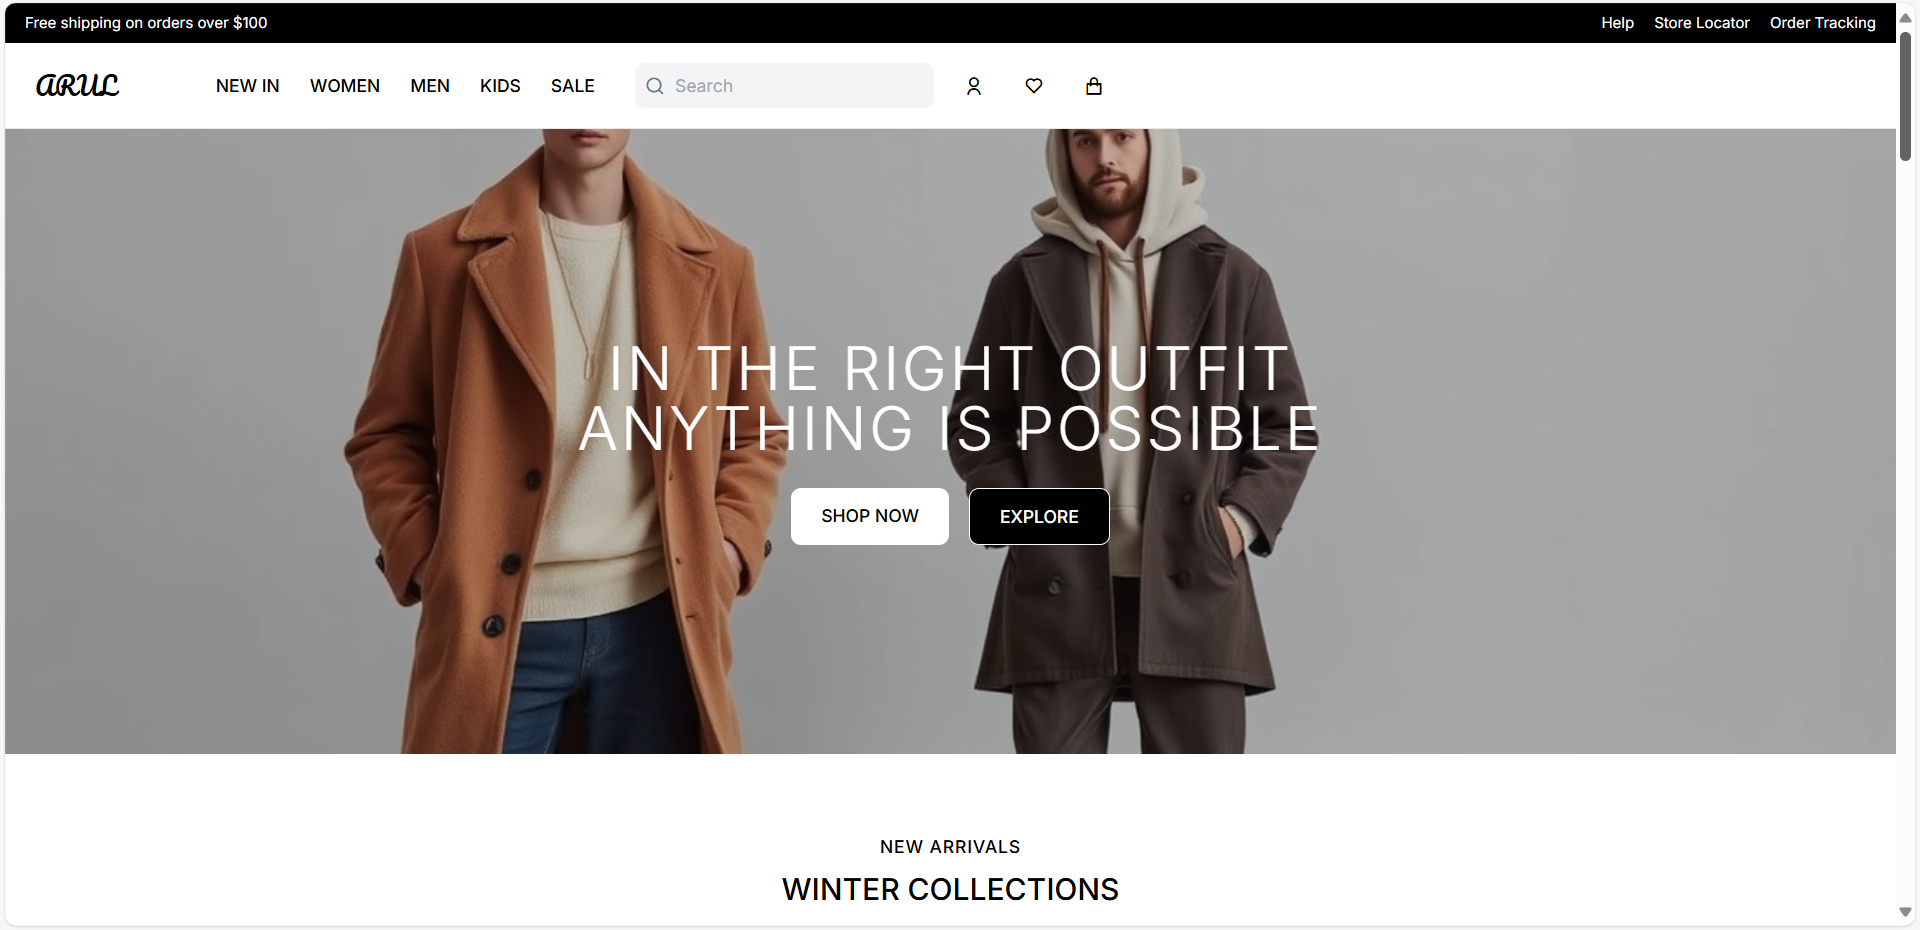 Free shipping on orders over $100
Help Store Locator Order Tracking
ARUL
NEW IN WOMEN MEN KIDS SALE
Search
IN THE RIGHT OUTFIT
ANYTHING IS POSSIBLE
SHOP NOW EXPLORE
NEW ARRIVALS
WINTER COLLECTIONS